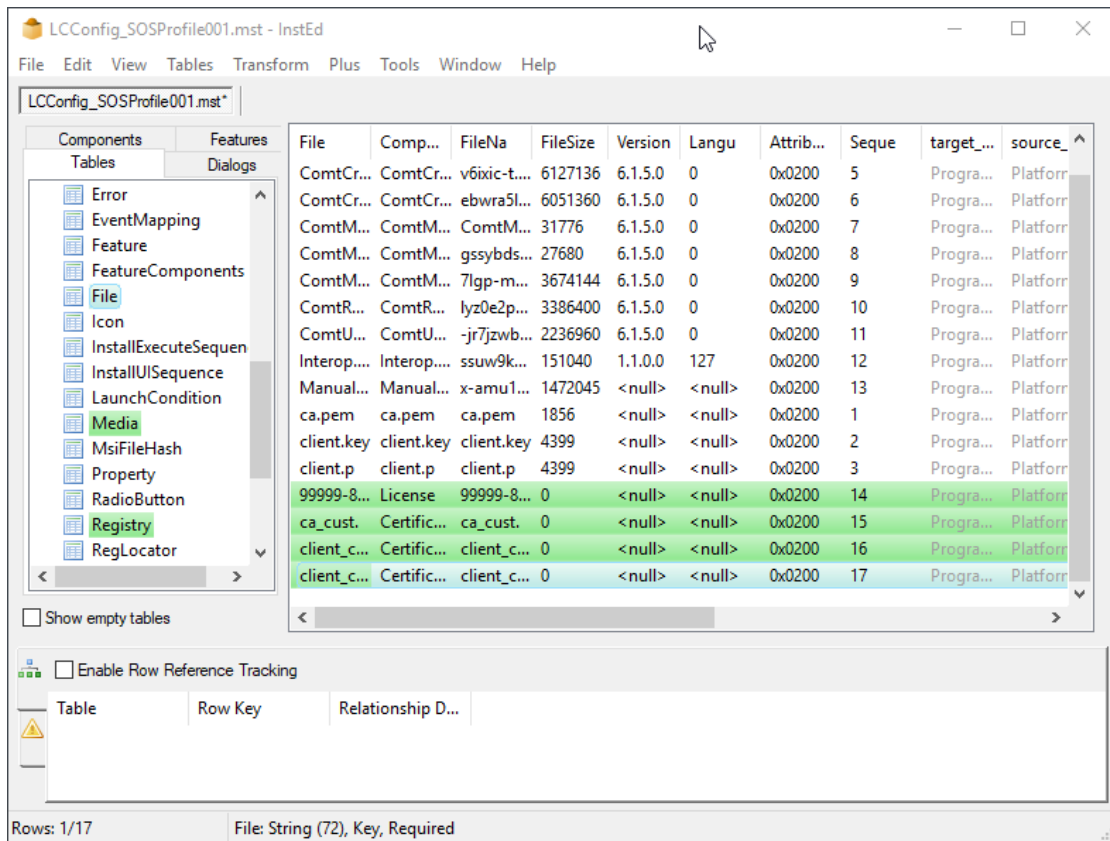 LCConfig_SOSProfile001.mst - InstEd
File Edit View Tables Transform Plus Tools Window Help
LCConfig_SOSProfile001.mst*
Components Features
Tables Dialogs
Error
EventMapping
Feature
FeatureComponents
File
Icon
InstallExecuteSequen
InstallUISequence
LaunchCondition
Media
MsiFileHash
Property
RadioButton
Registry
RegLocator
Show empty tables
File Comp... FileNa FileSize Version Langu Attrib... Seque target_... source_
ComtCr... ComtCr... v6ixic-t.... 6127136 6.1.5.0 0 0x0200 5 Progra... Platforr
ComtCr... ComtCr... ebwra5l... 6051360 6.1.5.0 0 0x0200 6 Progra... Platforr
ComtM... ComtM... ComtM... 31776 6.1.5.0 0 0x0200 7 Progra... Platforr
ComtM... ComtM... gssybds... 27680 6.1.5.0 0 0x0200 8 Progra... Platforr
ComtM... ComtM... 7lgp-m... 3674144 6.1.5.0 0 0x0200 9 Progra... Platforr
ComtR... ComtR... lyz0e2p... 3386400 6.1.5.0 0 0x0200 10 Progra... Platforr
ComtU... ComtU... -jr7jzwb... 2236960 6.1.5.0 0 0x0200 11 Progra... Platforr
Interop.... Interop.... ssuw9k... 151040 1.1.0.0 127 0x0200 12 Progra... Platforr
Manual... Manual... x-amu1... 1472045 <null> <null> 0x0200 13 Progra... Platforr
ca.pem ca.pem ca.pem 1856 <null> <null> 0x0200 1 Progra... Platforr
client.key client.key client.key 4399 <null> <null> 0x0200 2 Progra... Platforr
client.p client.p client.p 4399 <null> <null> 0x0200 3 Progra... Platforr
99999-8... License 99999-8... 0 <null> <null> 0x0200 14 Progra... Platforr
ca_cust. Certific... ca_cust. 0 <null> <null> 0x0200 15 Progra... Platforr
client_c... Certific... client_c... 0 <null> <null> 0x0200 16 Progra... Platforr
client_c... Certific... client_c... 0 <null> <null> 0x0200 17 Progra... Platforr
Enable Row Reference Tracking
Table Row Key Relationship D...
Rows: 1/17 File: String (72), Key, Required